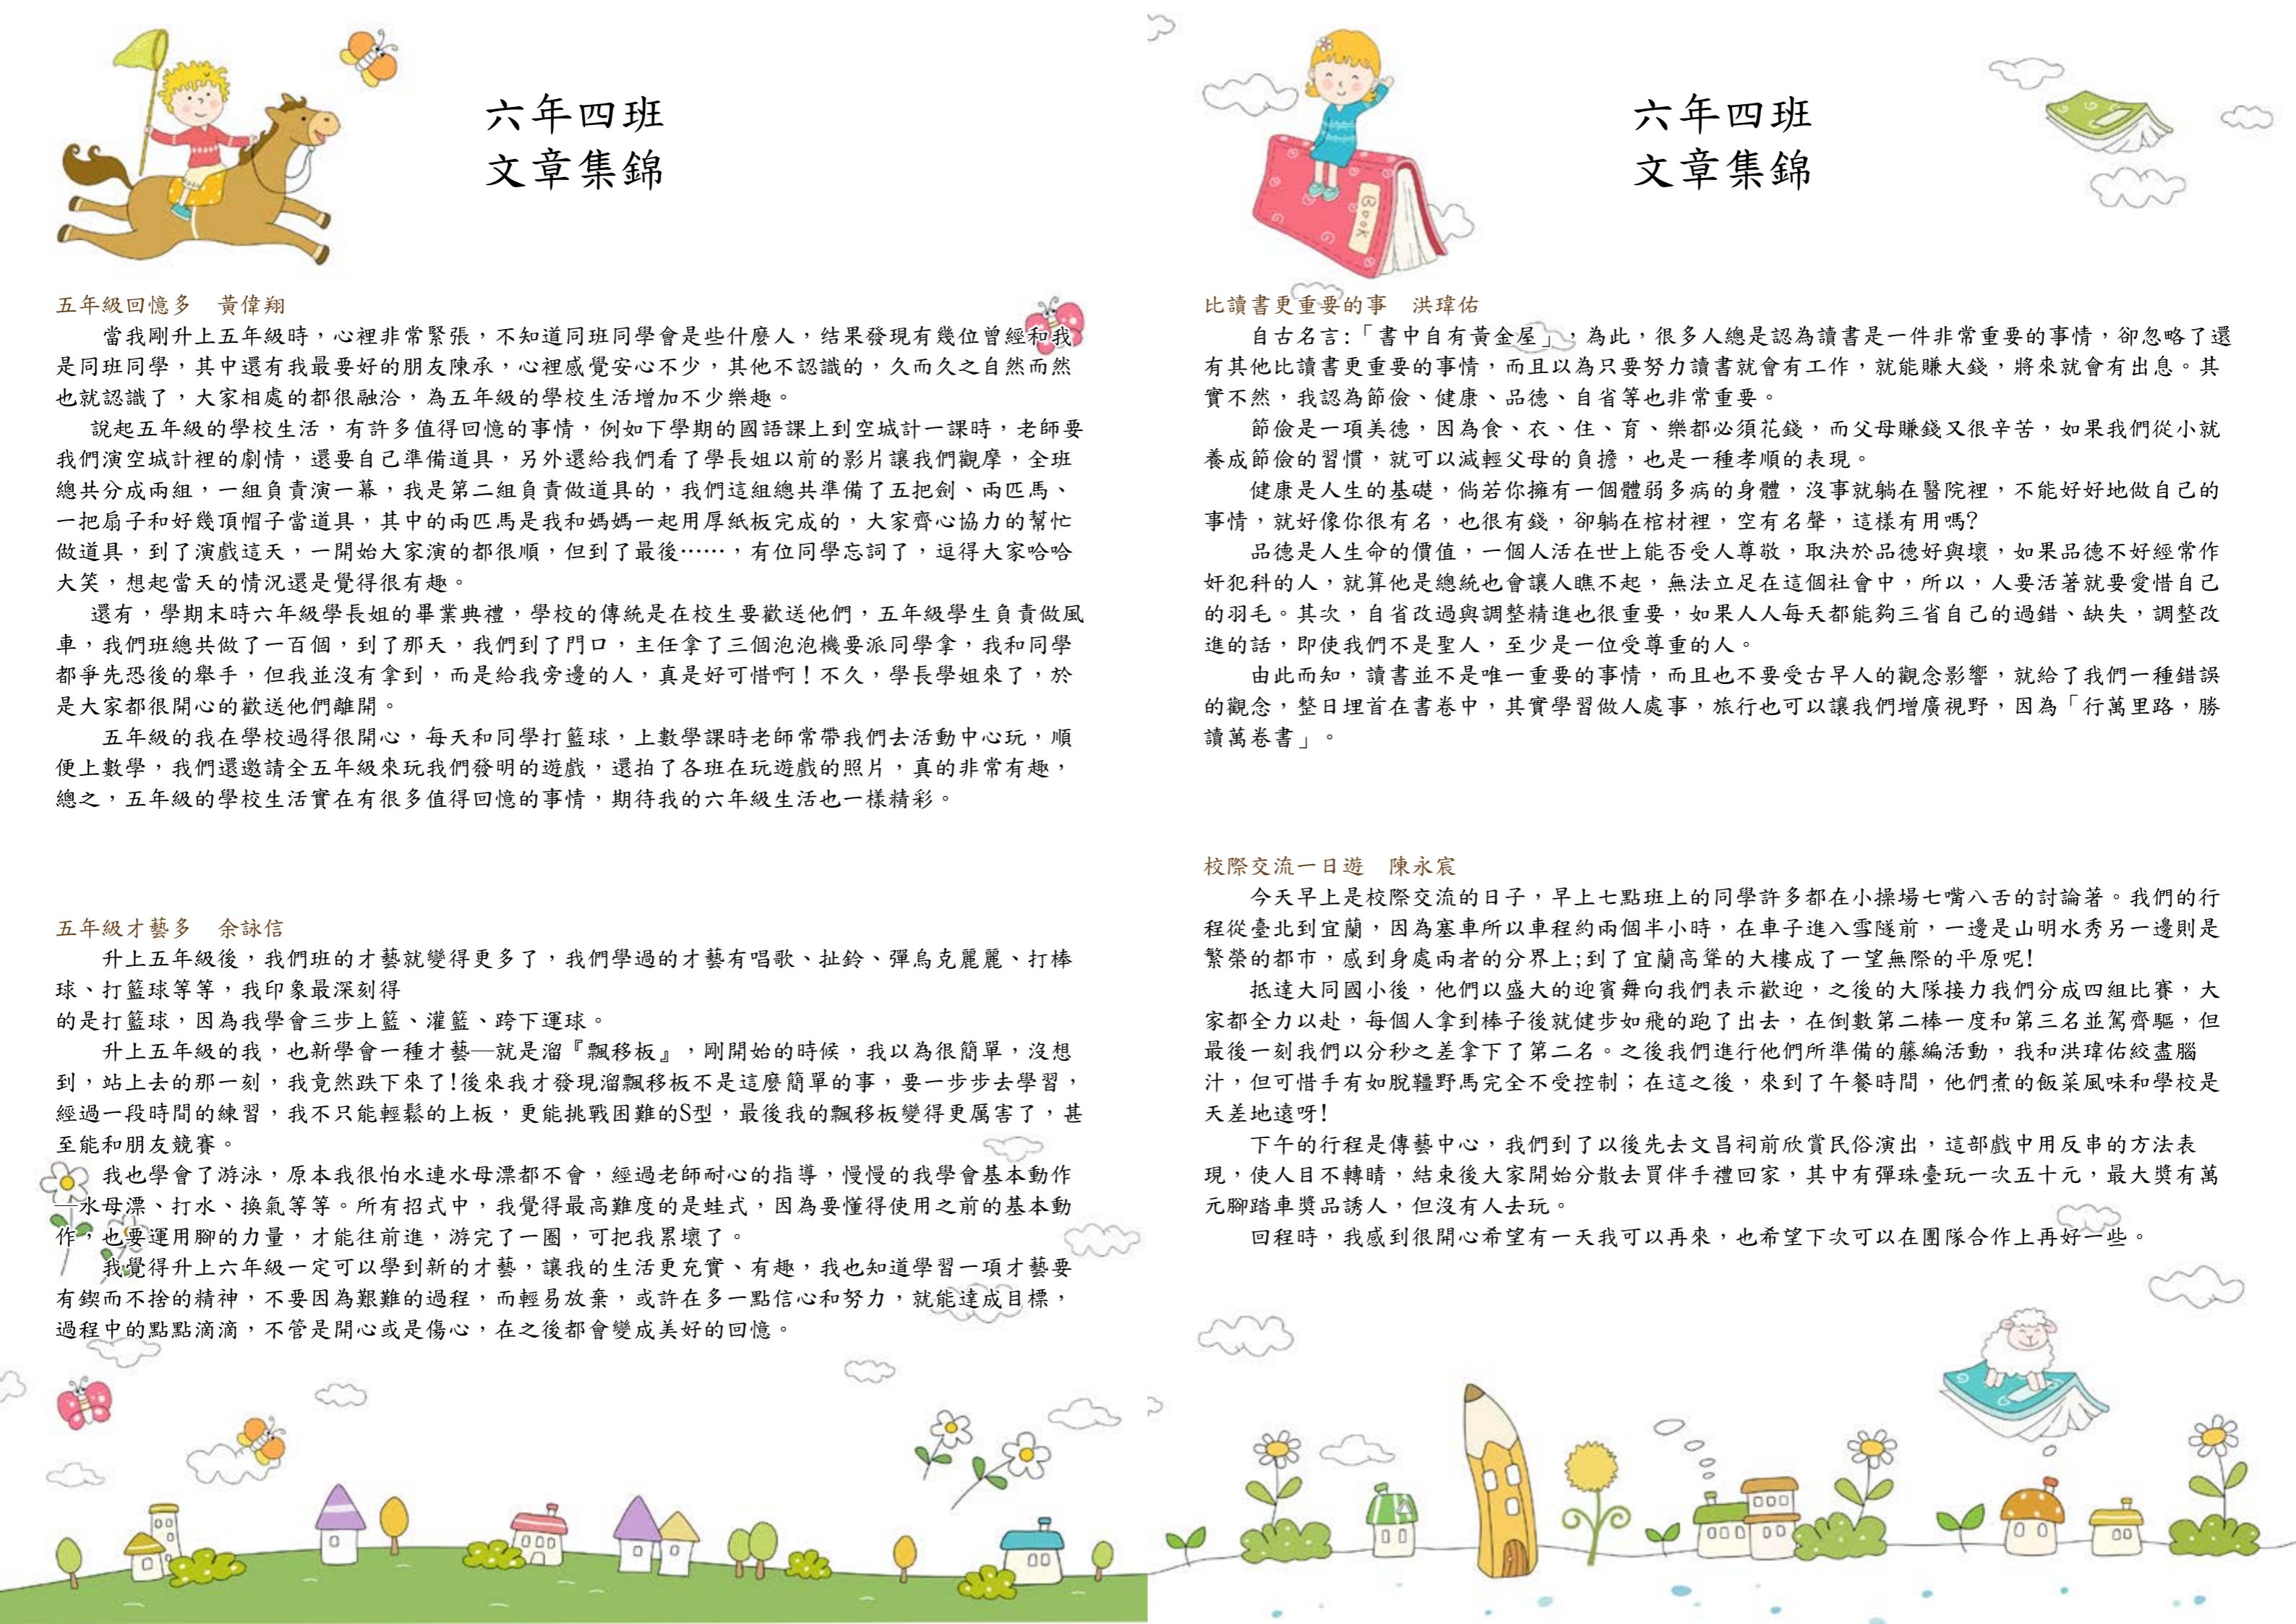 六年四班
文章集錦
五年級回憶多　黃偉翔
當我剛升上五年級時，心裡非常緊張，不知道同班同學會是些什麼人，結果發現有幾位曾經和我
是同班同學，其中還有我最要好的朋友陳承，心裡感覺安心不少，其他不認識的，久而久之自然而然
也就認識了，大家相處的都很融洽，為五年級的學校生活增加不少樂趣。
說起五年級的學校生活，有許多值得回憶的事情，例如下學期的國語課上到空城計一課時，老師要
我們演空城計裡的劇情，還要自己準備道具，另外還給我們看了學長姐以前的影片讓我們觀摩，全班
總共分成兩組，一組負責演一幕，我是第二組負責做道具的，我們這組總共準備了五把劍、兩匹馬、
一把扇子和好幾頂帽子當道具，其中的兩匹馬是我和媽媽一起用厚紙板完成的，大家齊心協力的幫忙
做道具，到了演戲這天，一開始大家演的都很順，但到了最後……，有位同學忘詞了，逗得大家哈哈
大笑，想起當天的情況還是覺得很有趣。
還有，學期末時六年級學長姐的畢業典禮，學校的傳統是在校生要歡送他們，五年級學生負責做風
車，我們班總共做了一百個，到了那天，我們到了門口，主任拿了三個泡泡機要派同學拿，我和同學
都爭先恐後的舉手，但我並沒有拿到，而是給我旁邊的人，真是好可惜啊！不久，學長學姐來了，於
是大家都很開心的歡送他們離開。
五年級的我在學校過得很開心，每天和同學打籃球，上數學課時老師常帶我們去活動中心玩，順
便上數學，我們還邀請全五年級來玩我們發明的遊戲，還拍了各班在玩遊戲的照片，真的非常有趣，
總之，五年級的學校生活實在有很多值得回憶的事情，期待我的六年級生活也一樣精彩。
五年級才藝多　余詠信
升上五年級後，我們班的才藝就變得更多了，我們學過的才藝有唱歌、扯鈴、彈烏克麗麗、打棒
球、打籃球等等，我印象最深刻得
的是打籃球，因為我學會三步上籃、灌籃、跨下運球。
升上五年級的我，也新學會一種才藝—就是溜『飄移板』，剛開始的時候，我以為很簡單，沒想
到，站上去的那一刻，我竟然跌下來了!後來我才發現溜飄移板不是這麼簡單的事，要一步步去學習，
經過一段時間的練習，我不只能輕鬆的上板，更能挑戰困難的S型，最後我的飄移板變得更厲害了，甚
至能和朋友競賽。
我也學會了游泳，原本我很怕水連水母漂都不會，經過老師耐心的指導，慢慢的我學會基本動作
—水母漂、打水、換氣等等。所有招式中，我覺得最高難度的是蛙式，因為要懂得使用之前的基本動
作，也要運用腳的力量，才能往前進，游完了一圈，可把我累壞了。
我覺得升上六年級一定可以學到新的才藝，讓我的生活更充實、有趣，我也知道學習一項才藝要
有鍥而不捨的精神，不要因為艱難的過程，而輕易放棄，或許在多一點信心和努力，就能達成目標，
過程中的點點滴滴，不管是開心或是傷心，在之後都會變成美好的回憶。
Book
六年四班
文章集錦
比讀書更重要的事　洪瑋佑
自古名言:「書中自有黃金屋」，為此，很多人總是認為讀書是一件非常重要的事情，卻忽略了還
有其他比讀書更重要的事情，而且以為只要努力讀書就會有工作，就能賺大錢，將來就會有出息。其
實不然，我認為節儉、健康、品德、自省等也非常重要。
節儉是一項美德，因為食、衣、住、育、樂都必須花錢，而父母賺錢又很辛苦，如果我們從小就
養成節儉的習慣，就可以減輕父母的負擔，也是一種孝順的表現。
健康是人生的基礎，倘若你擁有一個體弱多病的身體，沒事就躺在醫院裡，不能好好地做自己的
事情，就好像你很有名，也很有錢，卻躺在棺材裡，空有名聲，這樣有用嗎?
品德是人生命的價值，一個人活在世上能否受人尊敬，取決於品德好與壞，如果品德不好經常作
奸犯科的人，就算他是總統也會讓人瞧不起，無法立足在這個社會中，所以，人要活著就要愛惜自己
的羽毛。其次，自省改過與調整精進也很重要，如果人人每天都能夠三省自己的過錯、缺失，調整改
進的話，即使我們不是聖人，至少是一位受尊重的人。
由此而知，讀書並不是唯一重要的事情，而且也不要受古早人的觀念影響，就給了我們一種錯誤
的觀念，整日埋首在書卷中，其實學習做人處事，旅行也可以讓我們增廣視野，因為「行萬里路，勝
讀萬卷書」。
校際交流一日遊　陳永宸
今天早上是校際交流的日子，早上七點班上的同學許多都在小操場七嘴八舌的討論著。我們的行
程從臺北到宜蘭，因為塞車所以車程約兩個半小時，在車子進入雪隧前，一邊是山明水秀另一邊則是
繁榮的都市，感到身處兩者的分界上;到了宜蘭高聳的大樓成了一望無際的平原呢!
抵達大同國小後，他們以盛大的迎賓舞向我們表示歡迎，之後的大隊接力我們分成四組比賽，大
家都全力以赴，每個人拿到棒子後就健步如飛的跑了出去，在倒數第二棒一度和第三名並駕齊驅，但
最後一刻我們以分秒之差拿下了第二名。之後我們進行他們所準備的藤編活動，我和洪瑋佑絞盡腦
汁，但可惜手有如脫韁野馬完全不受控制；在這之後，來到了午餐時間，他們煮的飯菜風味和學校是
天差地遠呀!
下午的行程是傳藝中心，我們到了以後先去文昌祠前欣賞民俗演出，這部戲中用反串的方法表
現，使人目不轉睛，結束後大家開始分散去買伴手禮回家，其中有彈珠臺玩一次五十元，最大獎有萬
元腳踏車獎品誘人，但沒有人去玩。
回程時，我感到很開心希望有一天我可以再來，也希望下次可以在團隊合作上再好一些。